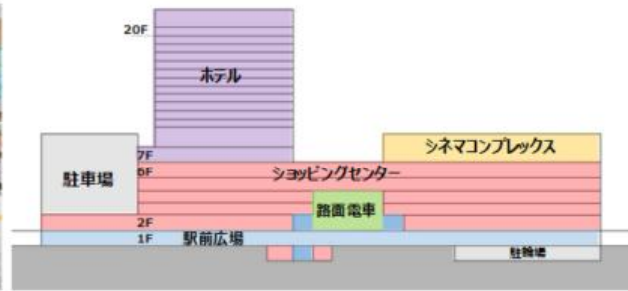 20F
ホテル
シネマコンプレックス
7F
6F
ショッピングセンター
駐車場
路面電車
2F
1F
駅前広場
駐輪場